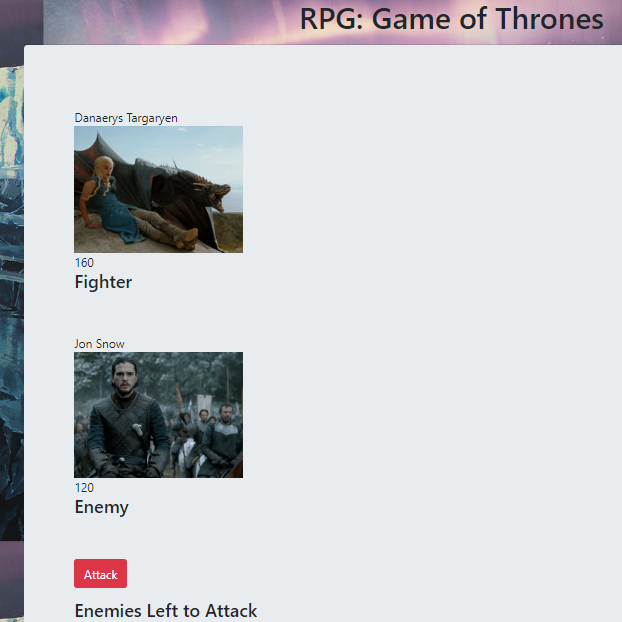 RPG: Game of Thrones
Danaerys Targaryen
160
Fighter
Jon Snow
120
Enemy
Attack
Enemies Left to Attack